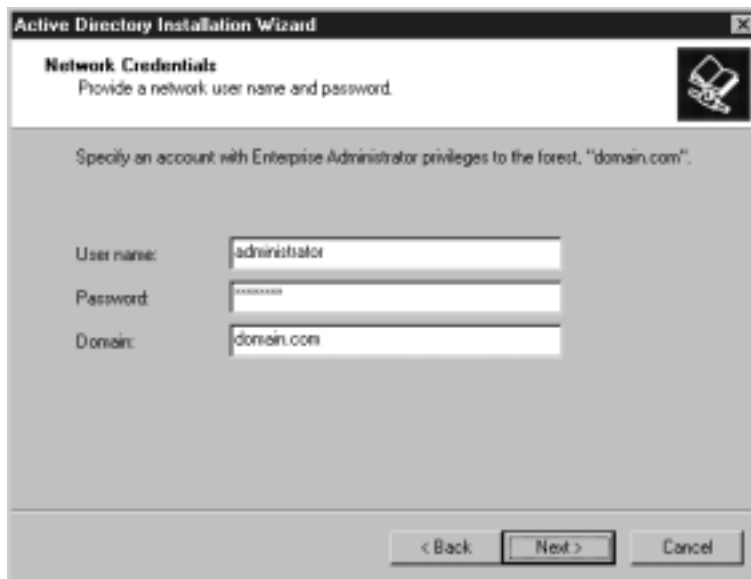 Active Directory Installation Wizard
Network Credentials
Provide a network user name and password.
Specify an account with Enterprise Administrator privileges to the forest, "domain.com".
User name:
administrator
Password:
********
Domain:
domain.com
< Back
Next >
Cancel